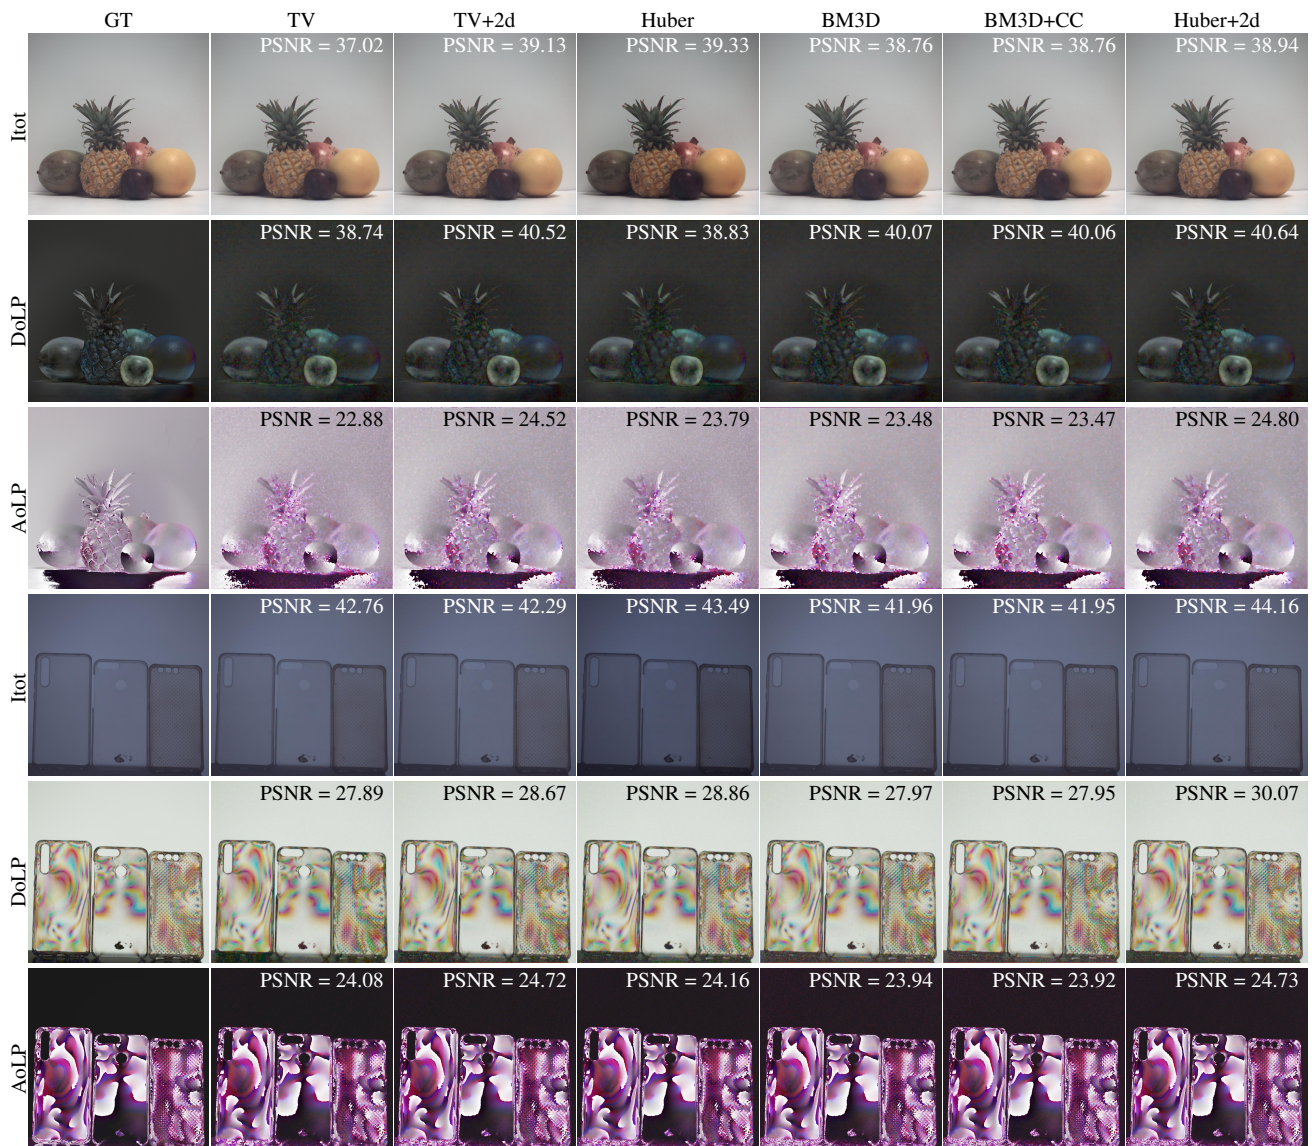 GT TV TV+2d Huber BM3D BM3D+CC Huber+2d
Itot PSNR = 37.02 PSNR = 39.13 PSNR = 39.33 PSNR = 38.76 PSNR = 38.76 PSNR = 38.94
DoLP PSNR = 38.74 PSNR = 40.52 PSNR = 38.83 PSNR = 40.07 PSNR = 40.06 PSNR = 40.64
AoLP PSNR = 22.88 PSNR = 24.52 PSNR = 23.79 PSNR = 23.48 PSNR = 23.47 PSNR = 24.80
Itot PSNR = 42.76 PSNR = 42.29 PSNR = 43.49 PSNR = 41.96 PSNR = 41.95 PSNR = 44.16
DoLP PSNR = 27.89 PSNR = 28.67 PSNR = 28.86 PSNR = 27.97 PSNR = 27.95 PSNR = 30.07
AoLP PSNR = 24.08 PSNR = 24.72 PSNR = 24.16 PSNR = 23.94 PSNR = 23.92 PSNR = 24.73